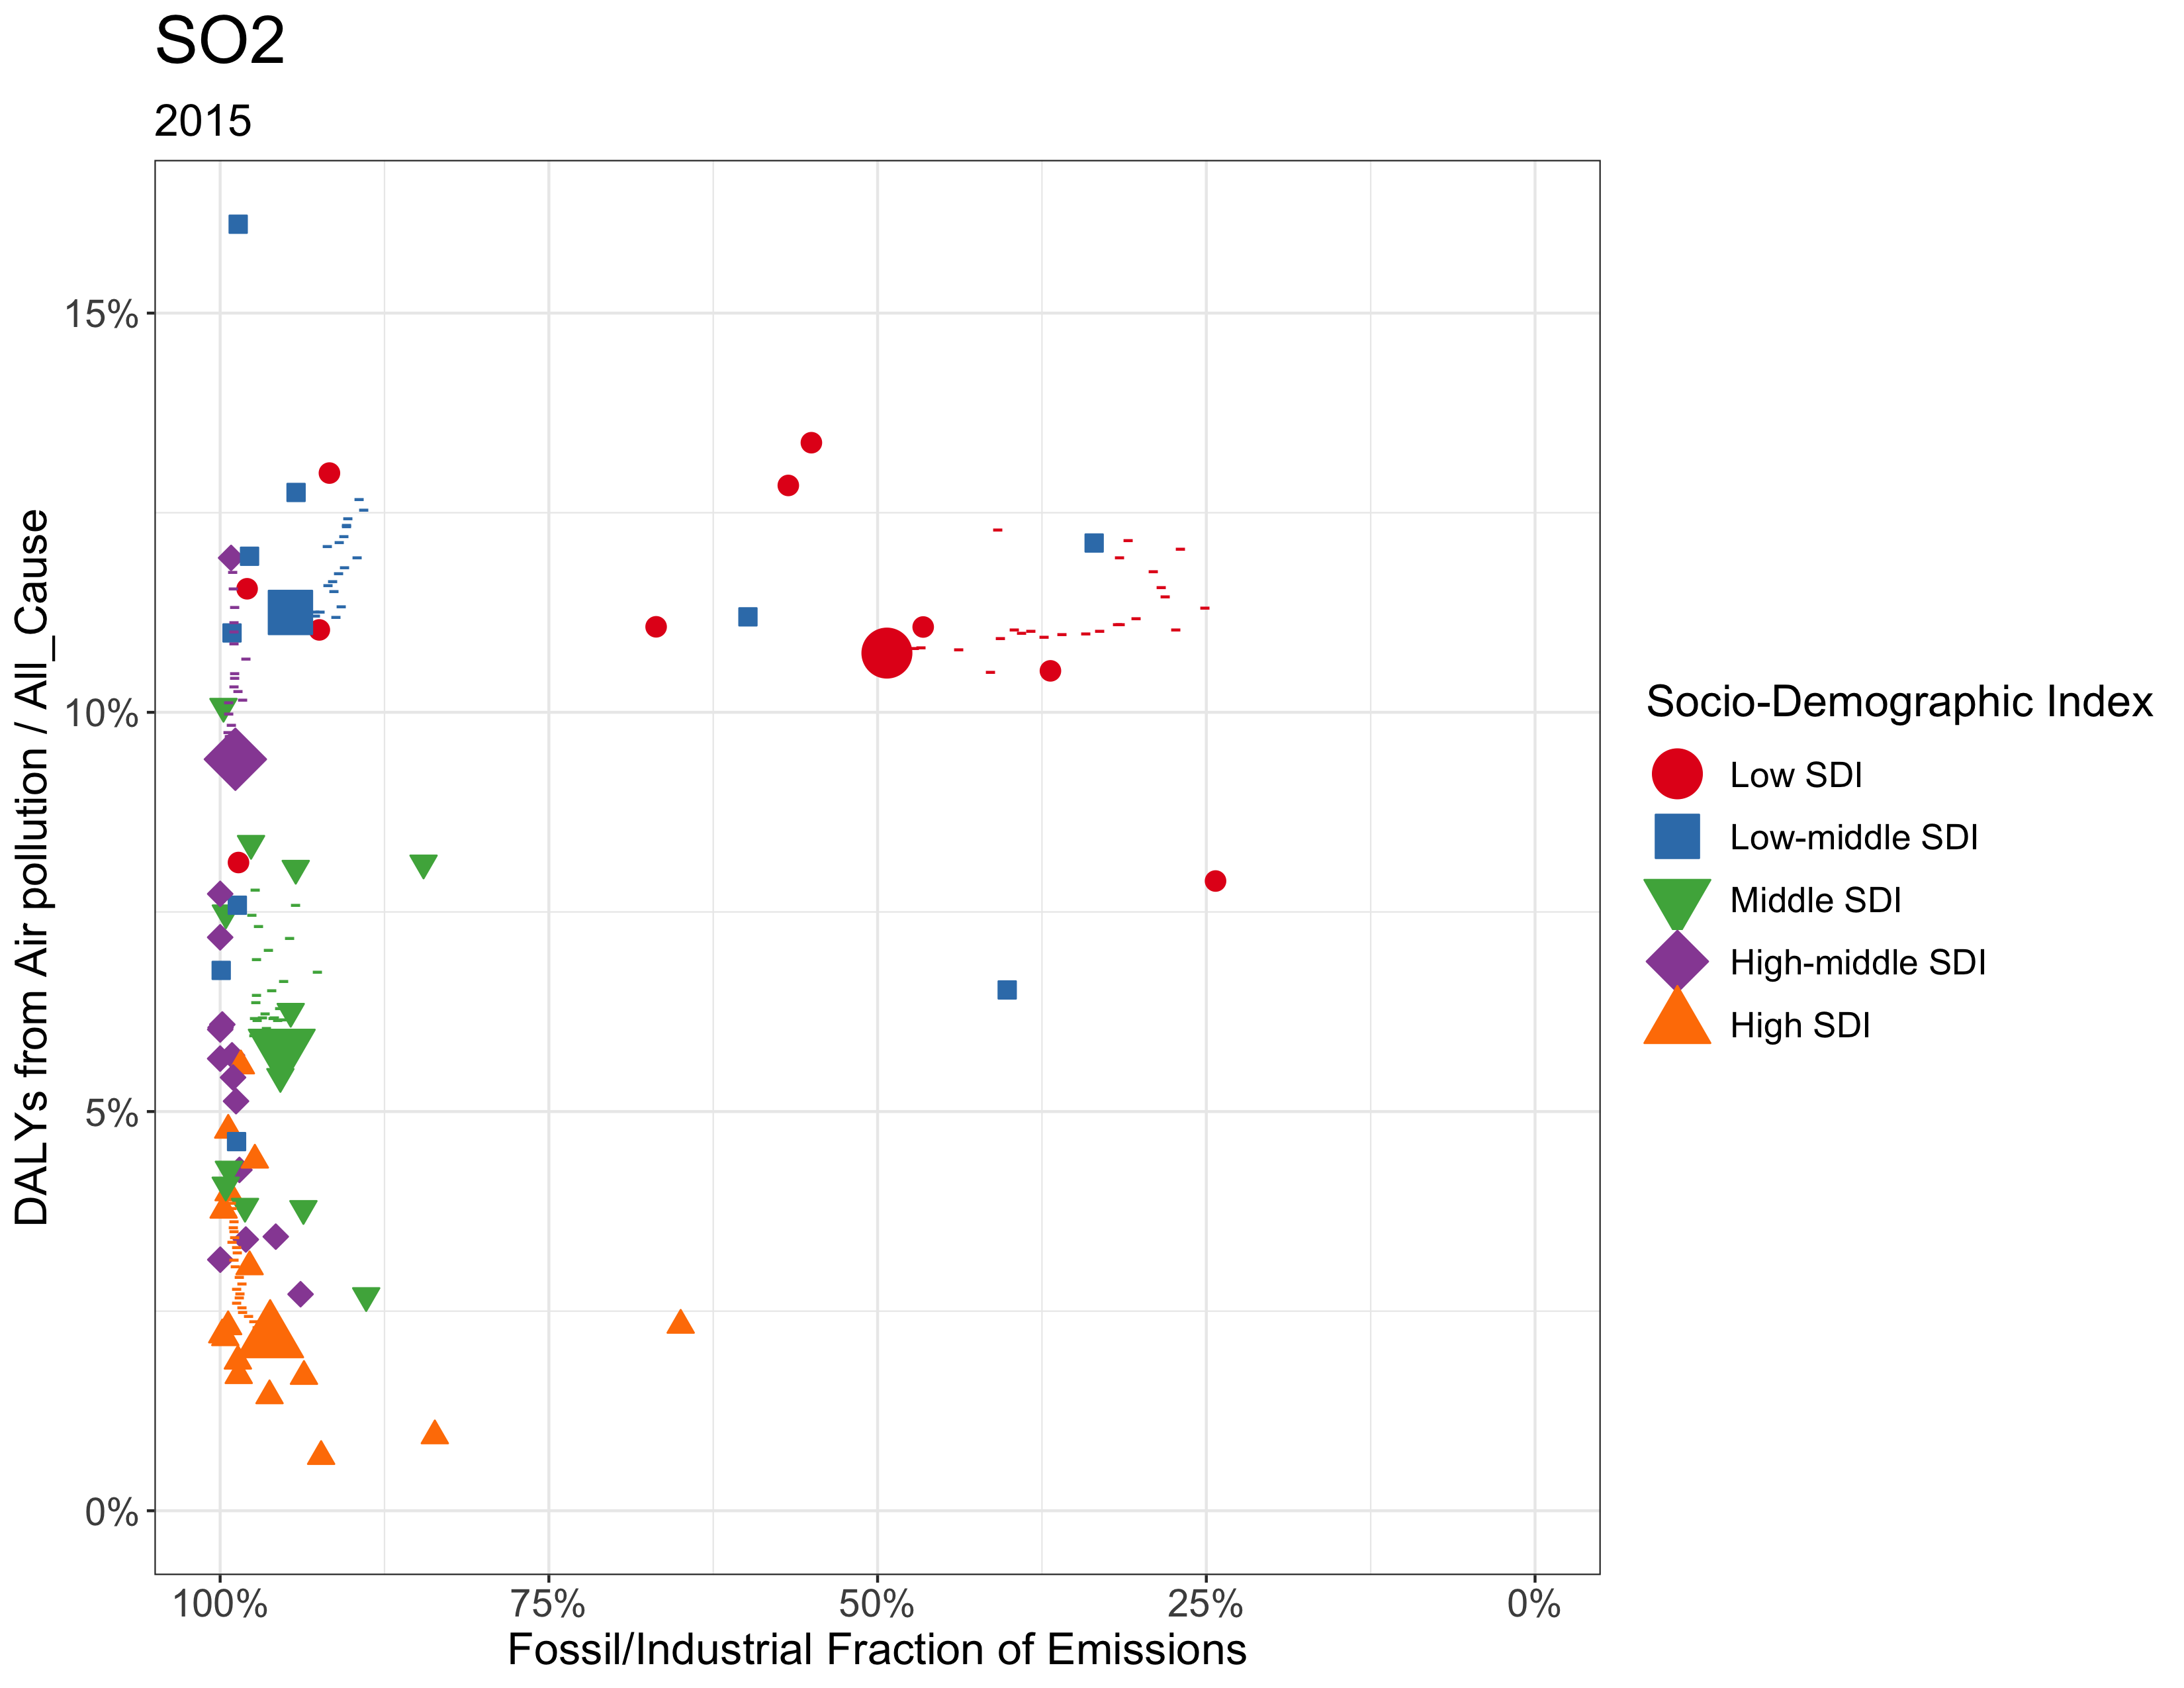 SO2
2015
DALYs from Air pollution / All_Cause
15%
10%
5%
0%
100%
75%
50%
25%
0%
Fossil/Industrial Fraction of Emissions
Socio-Demographic Index
Low SDI
Low-middle SDI
Middle SDI
High-middle SDI
High SDI